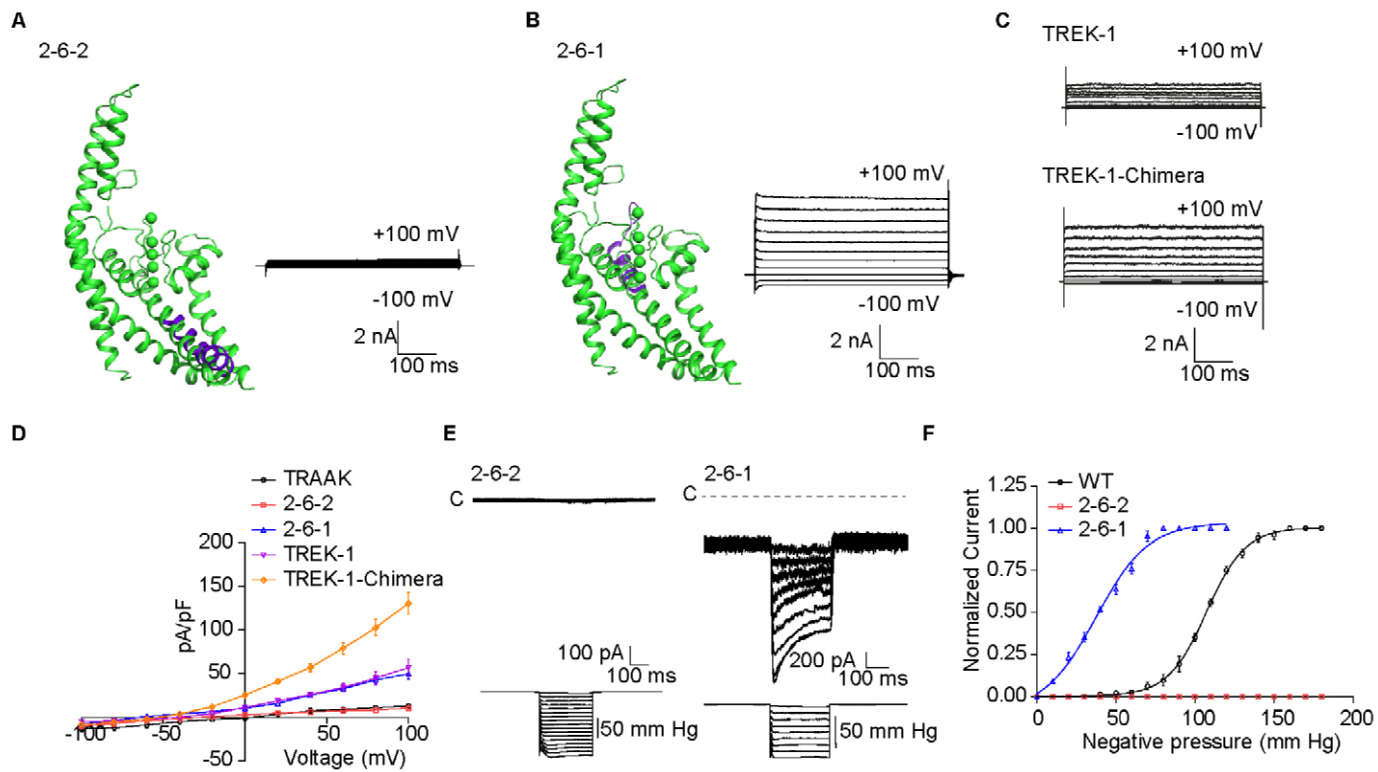 A
2-6-2
+100 mV
-100 mV
2 nA
100 ms
B
2-6-1
+100 mV
-100 mV
2 nA
100 ms
C
TREK-1
+100 mV
-100 mV
TREK-1-Chimera
+100 mV
-100 mV
2 nA
100 ms
D
TRAAK
2-6-2
2-6-1
TREK-1
TREK-1-Chimera
200
150
100
50
-50
pA/pF
-100
-50
50
100
Voltage (mV)
E
2-6-2
C
100 pA
100 ms
50 mm Hg
2-6-1
C
200 pA
100 ms
50 mm Hg
F
WT
2-6-2
2-6-1
1.25
1.00
0.75
0.50
0.25
0.00
Normalized Current
0
50
100
150
200
Negative pressure (mm Hg)